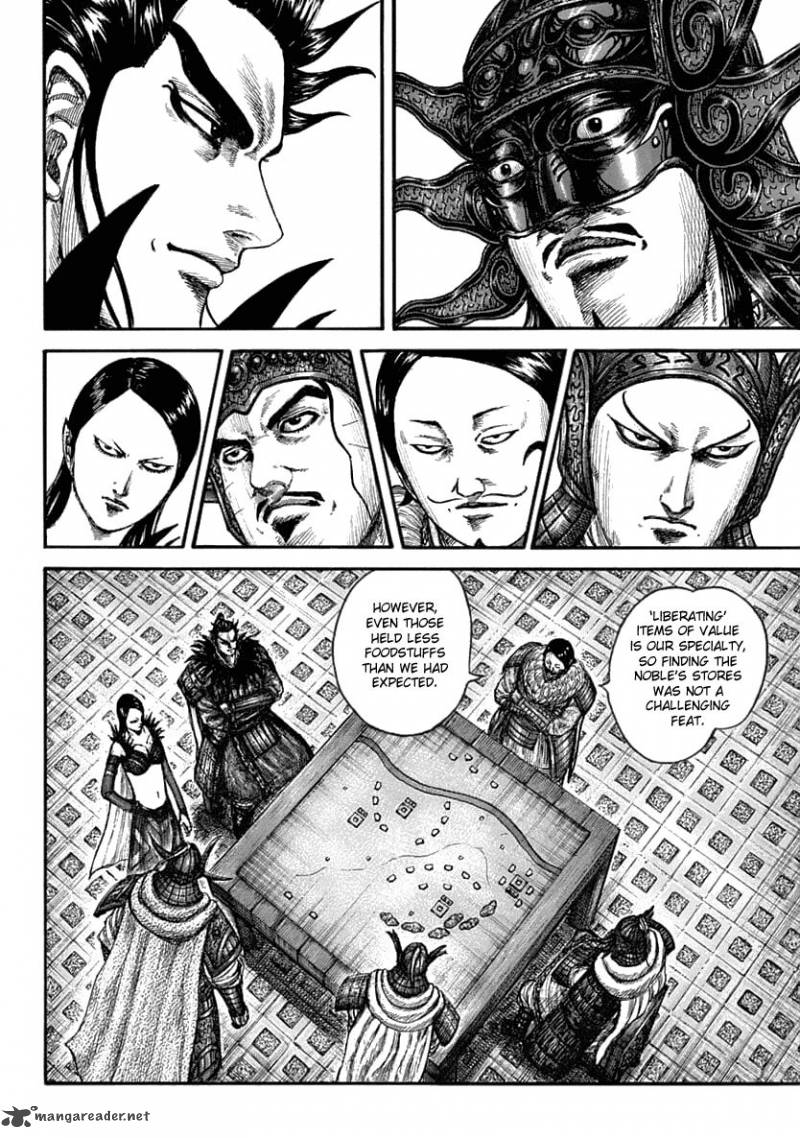 'LIBERATING'
ITEMS OF VALUE
IS OUR SPECIALTY,
SO FINDING THE
NOBLE'S STORES
WAS NOT A
CHALLENGING
FEAT.
HOWEVER,
EVEN THOSE
HELD LESS
FOODSTUFFS
THAN WE HAD
EXPECTED.
mangareader.net